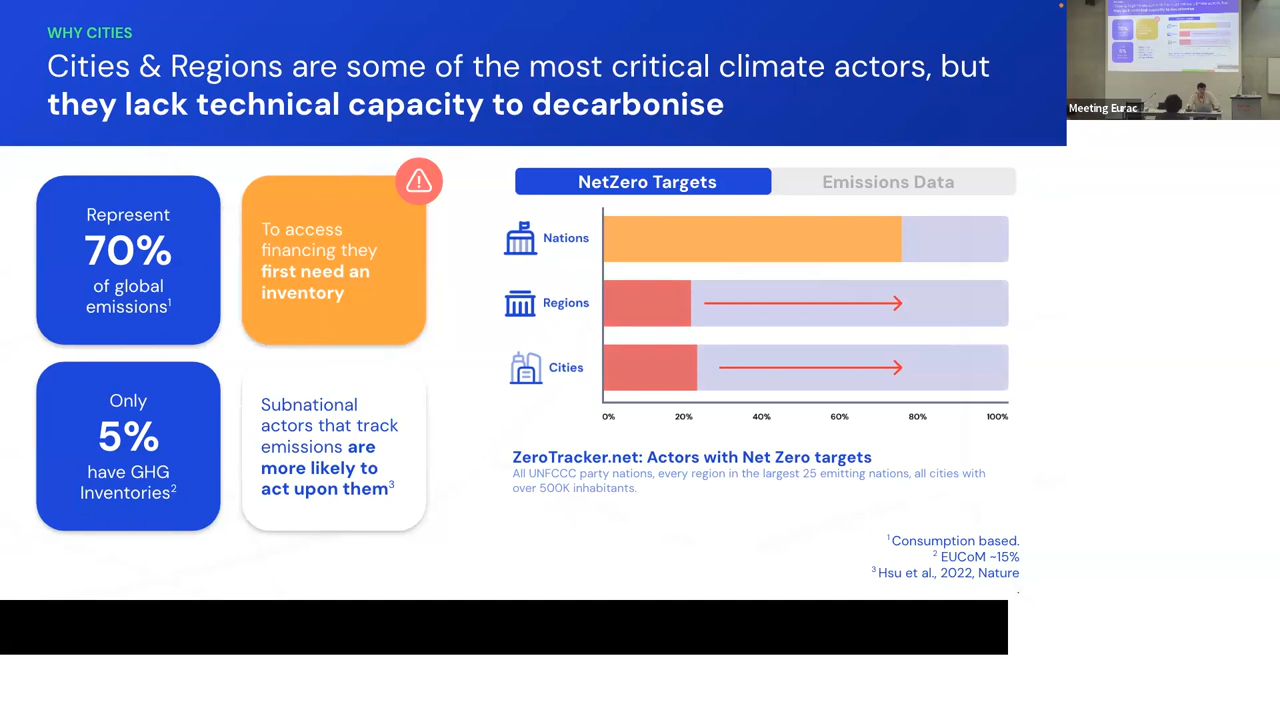 WHY CITIES
Cities & Regions are some of the most critical climate actors, but
they lack technical capacity to decarbonise
Meeting Eurac
Represent
70%
of global
emissions¹
To access
financing they
first need an
inventory
Only
5%
have GHG
Inventories²
Subnational
actors that track
emissions are
more likely to
act upon them³
NetZero Targets
Emissions Data
Nations
Regions
Cities
0% 20% 40% 60% 80% 100%
ZeroTracker.net: Actors with Net Zero targets
All UNFCCC party nations, every region in the largest 25 emitting nations, all cities with
over 500K inhabitants.
¹ Consumption based.
² EUCoM ~15%
³ Hsu et al., 2022, Nature
.